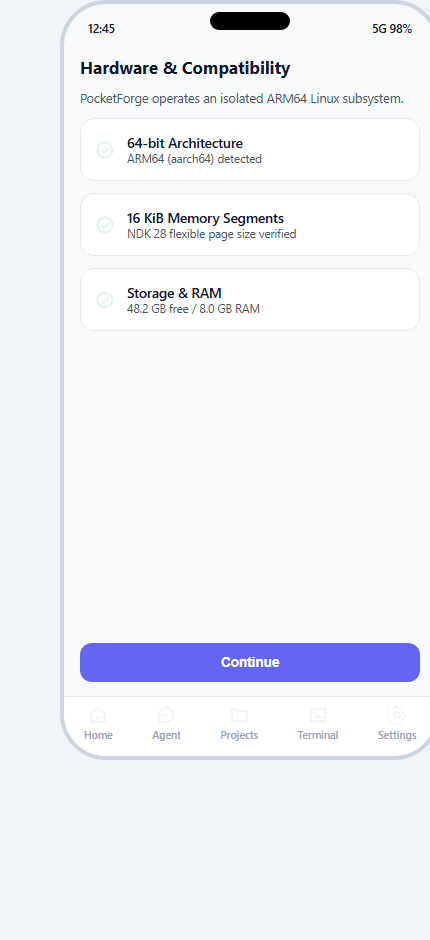 12:45
5G 98%
Hardware & Compatibility
PocketForge operates an isolated ARM64 Linux subsystem.
64-bit Architecture
ARM64 (aarch64) detected
16 KiB Memory Segments
NDK 28 flexible page size verified
Storage & RAM
48.2 GB free / 8.0 GB RAM
Continue
Home
Agent
Projects
Terminal
Settings